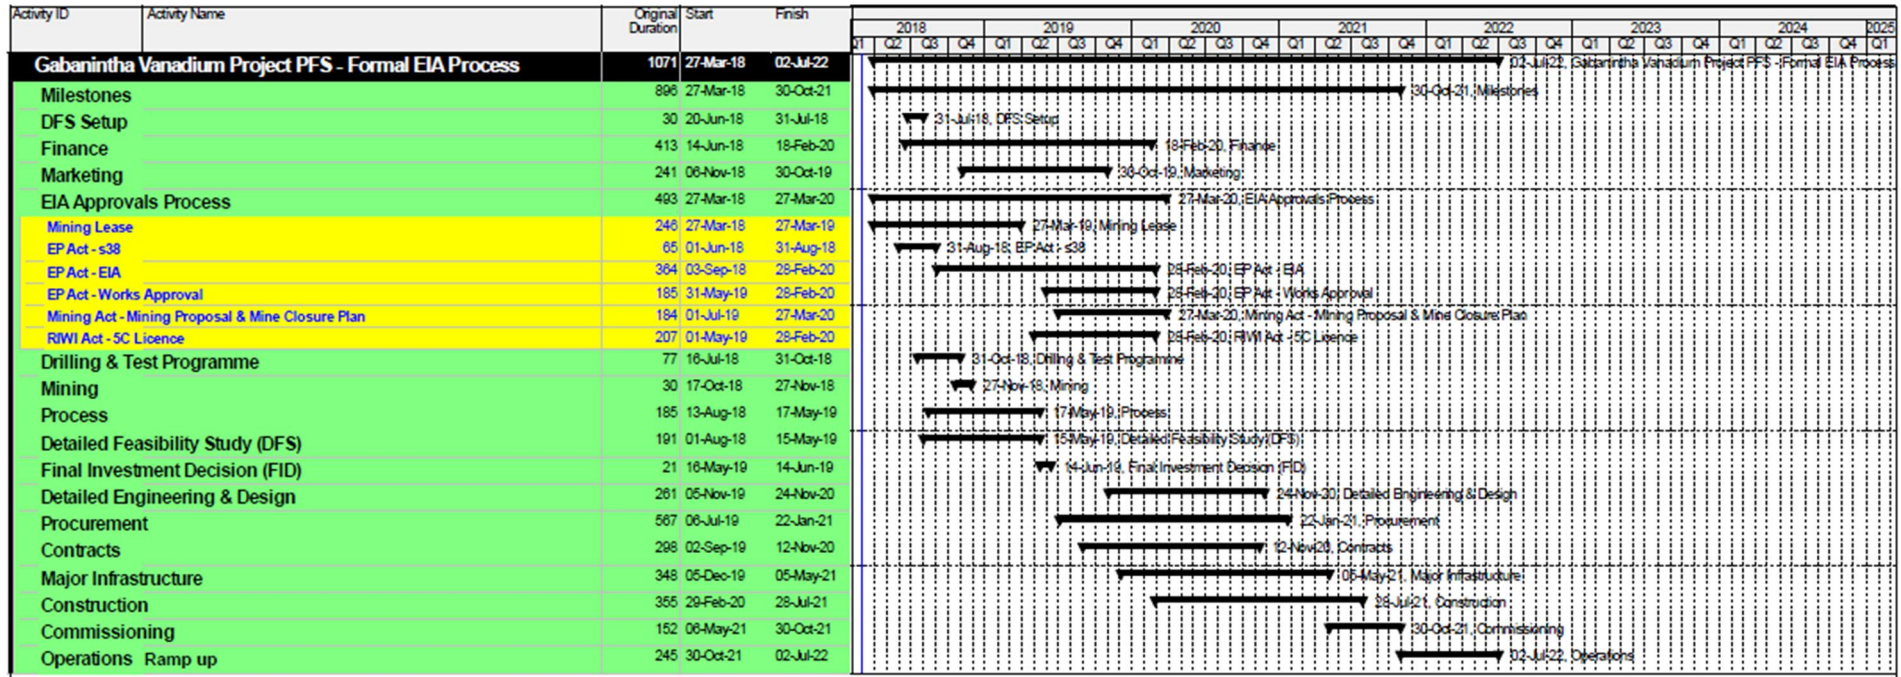 Activity ID Activity Name Original Duration Start Finish
2018 2019 2020 2021 2022 2023 2024 2025
Q1 Q2 Q3 Q4 Q1 Q2 Q3 Q4 Q1 Q2 Q3 Q4 Q1 Q2 Q3 Q4 Q1 Q2 Q3 Q4 Q1 Q2 Q3 Q4 Q1 Q2 Q3 Q4 Q1
Gabanintha Vanadium Project PFS - Formal EIA Process 1071 27-Mar-18 02-Jul-22 02-Jul-22, Gabanintha Vanadium Project PFS - Formal EIA Process
Milestones 896 27-Mar-18 30-Oct-21 30-Oct-21, Milestones
DFS Setup 30 20-Jun-18 31-Jul-18 31-Jul-18, DFS Setup
Finance 413 14-Jun-18 18-Feb-20 18-Feb-20, Finance
Marketing 241 06-Nov-18 30-Oct-19 30-Oct-19, Marketing
EIA Approvals Process 493 27-Mar-18 27-Mar-20 27-Mar-20, EIA Approvals Process
Mining Lease 246 27-Mar-18 27-Mar-19 27-Mar-19, Mining Lease
EP Act - s38 65 01-Jun-18 31-Aug-18 31-Aug-18, EP Act - s38
EP Act - EIA 364 03-Sep-18 28-Feb-20 28-Feb-20, EP Act - EIA
EP Act - Works Approval 185 31-May-19 28-Feb-20 28-Feb-20, EP Act - Works Approval
Mining Act - Mining Proposal & Mine Closure Plan 184 01-Jul-19 27-Mar-20 27-Mar-20, Mining Act - Mining Proposal & Mine Closure Plan
RIWI Act - 5C Licence 207 01-May-19 28-Feb-20 28-Feb-20, RIWI Act - 5C Licence
Drilling & Test Programme 77 16-Jul-18 31-Oct-18 31-Oct-18, Drilling & Test Programme
Mining 30 17-Oct-18 27-Nov-18 27-Nov-18, Mining
Process 185 13-Aug-18 17-May-19 17-May-19, Process
Detailed Feasibility Study (DFS) 191 01-Aug-18 15-May-19 15-May-19, Detailed Feasibility Study (DFS)
Final Investment Decision (FID) 21 16-May-19 14-Jun-19 14-Jun-19, Final Investment Decision (FID)
Detailed Engineering & Design 261 05-Nov-19 24-Nov-20 24-Nov-20, Detailed Engineering & Design
Procurement 567 06-Jul-19 22-Jan-21 22-Jan-21, Procurement
Contracts 298 02-Sep-19 12-Nov-20 12-Nov-20, Contracts
Major Infrastructure 348 05-Dec-19 05-May-21 05-May-21, Major Infrastructure
Construction 355 29-Feb-20 28-Jul-21 28-Jul-21, Construction
Commissioning 152 06-May-21 30-Oct-21 30-Oct-21, Commissioning
Operations Ramp up 245 30-Oct-21 02-Jul-22 02-Jul-22, Operations